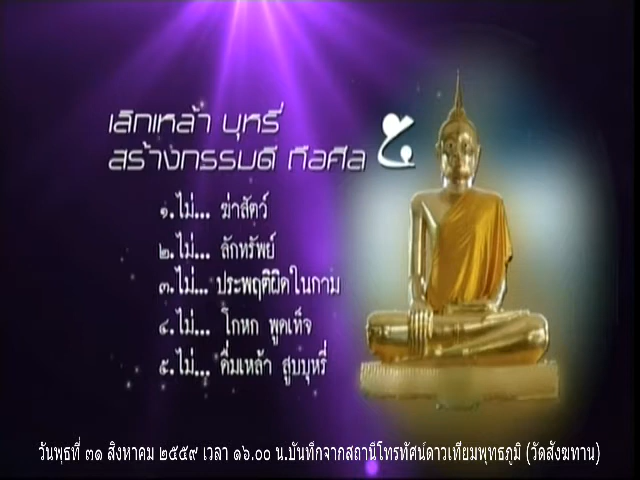 เลิกเหล้า บุหรี่
สร้างกรรมดี ถือศีล ๕
๑.ไม่... ฆ่าสัตว์
๒.ไม่... ลักทรัพย์
๓.ไม่... ประพฤติผิดในกาม
๔.ไม่... โกหก พูดเท็จ
๕.ไม่... ดื่มเหล้า สูบบุหรี่
วันพุธที่ ๓๑ สิงหาคม ๒๕๕๙ เวลา ๑๖.๐๐ น.บันทึกจากสถานีโทรทัศน์ดาวเทียมพุทธภูมิ (วัดสังฆทาน)